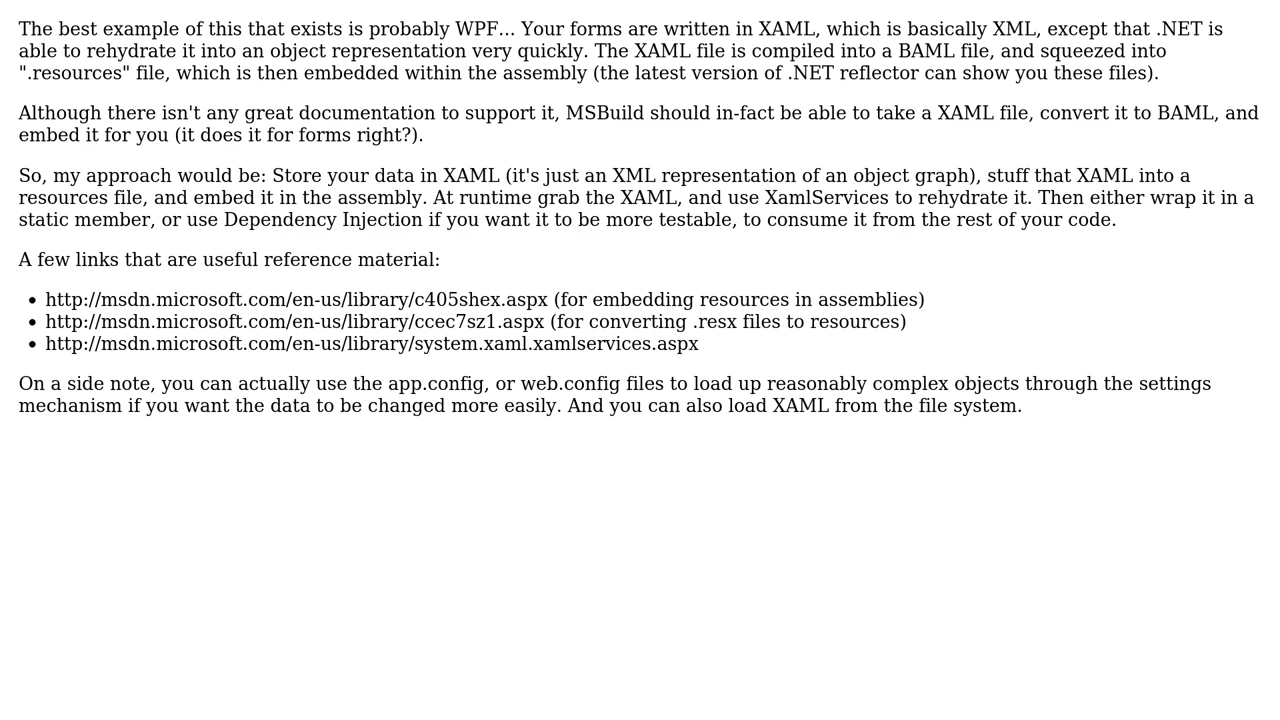 The best example of this that exists is probably WPF... Your forms are written in XAML, which is basically XML, except that .NET is
able to rehydrate it into an object representation very quickly. The XAML file is compiled into a BAML file, and squeezed into
".resources" file, which is then embedded within the assembly (the latest version of .NET reflector can show you these files).
Although there isn't any great documentation to support it, MSBuild should in-fact be able to take a XAML file, convert it to BAML, and
embed it for you (it does it for forms right?).
So, my approach would be: Store your data in XAML (it's just an XML representation of an object graph), stuff that XAML into a
resources file, and embed it in the assembly. At runtime grab the XAML, and use XamlServices to rehydrate it. Then either wrap it in a
static member, or use Dependency Injection if you want it to be more testable, to consume it from the rest of your code.
A few links that are useful reference material:
• http://msdn.microsoft.com/en-us/library/c405shex.aspx (for embedding resources in assemblies)
• http://msdn.microsoft.com/en-us/library/ccec7sz1.aspx (for converting .resx files to resources)
• http://msdn.microsoft.com/en-us/library/system.xaml.xamlservices.aspx
On a side note, you can actually use the app.config, or web.config files to load up reasonably complex objects through the settings
mechanism if you want the data to be changed more easily. And you can also load XAML from the file system.